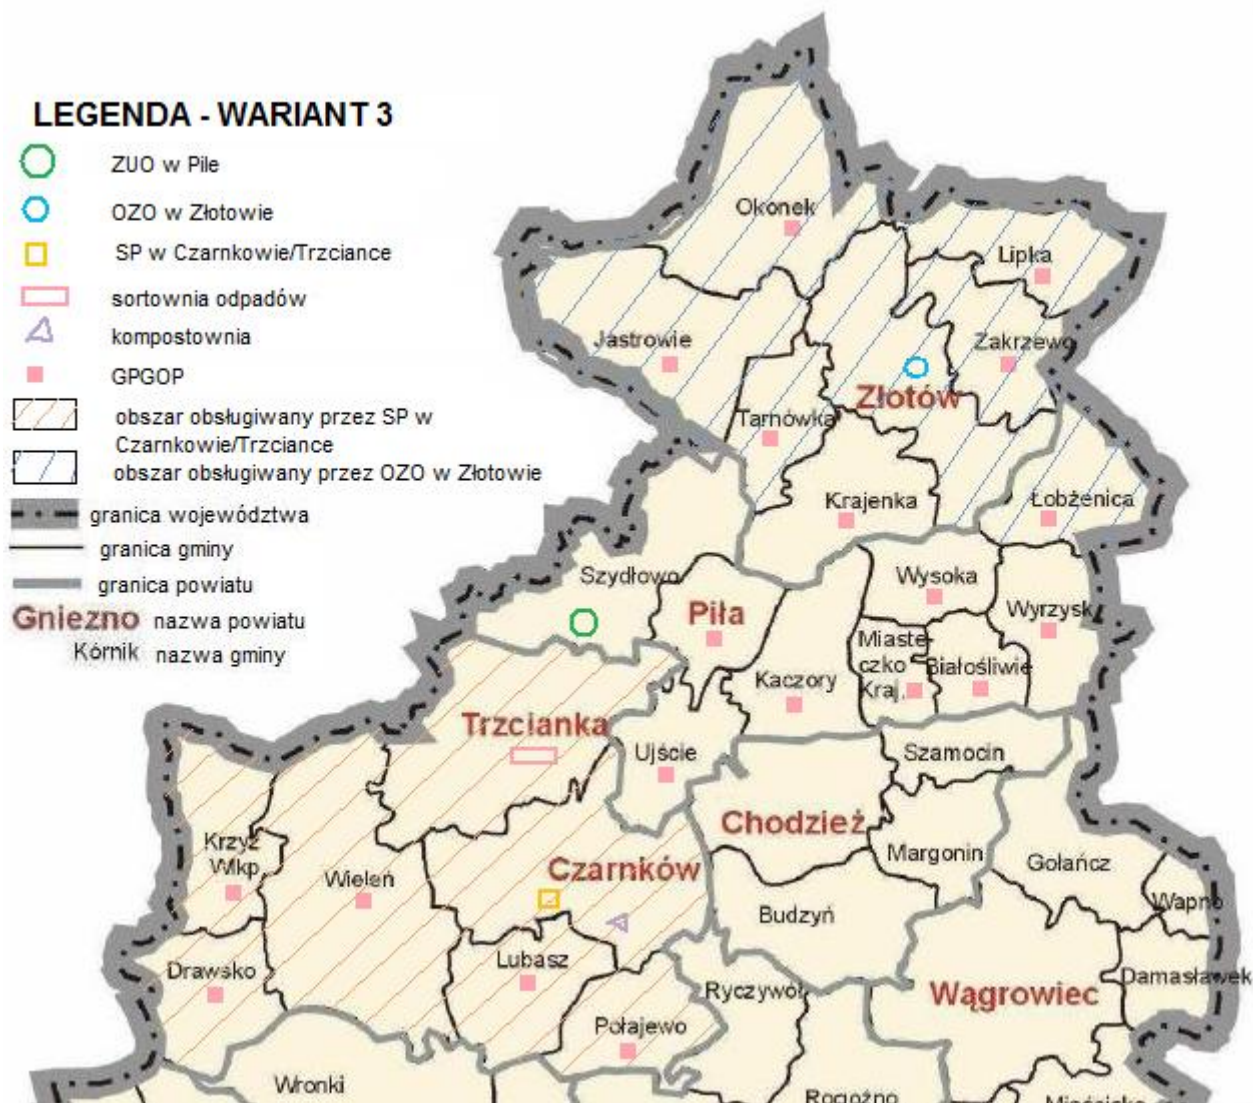 LEGENDA - WARIANT 3
ZUO w Pile
OZO w Złotowie
SP w Czarnkowie/Trzciance
sortownia odpadów
kompostownia
GPGOP
obszar obsługiwany przez SP w
Czarnkowie/Trzciance
obszar obsługiwany przez OZO w Złotowie
granica województwa
granica gminy
granica powiatu
Gniezno nazwa powiatu
Kórnik nazwa gminy
Okonek
Lipka
Jastrowie
Zakrzewo
Złotów
Tarnówka
Krajenka
Łobżenica
Szydłowo
Wysoka
Piła
Wyrzysk
Miaste
czko
Kraj.
Białośliwie
Kaczory
Trzcianka
Ujście
Szamocin
Chodzież
Krzyż
Wlkp
Wieleń
Czarnków
Margonin
Gołańcz
Wapno
Budzyń
Drawsko
Lubasz
Ryczywół
Wągrowiec
Damasławek
Połajewo
Wronki
Rogoźno
Mieścisko